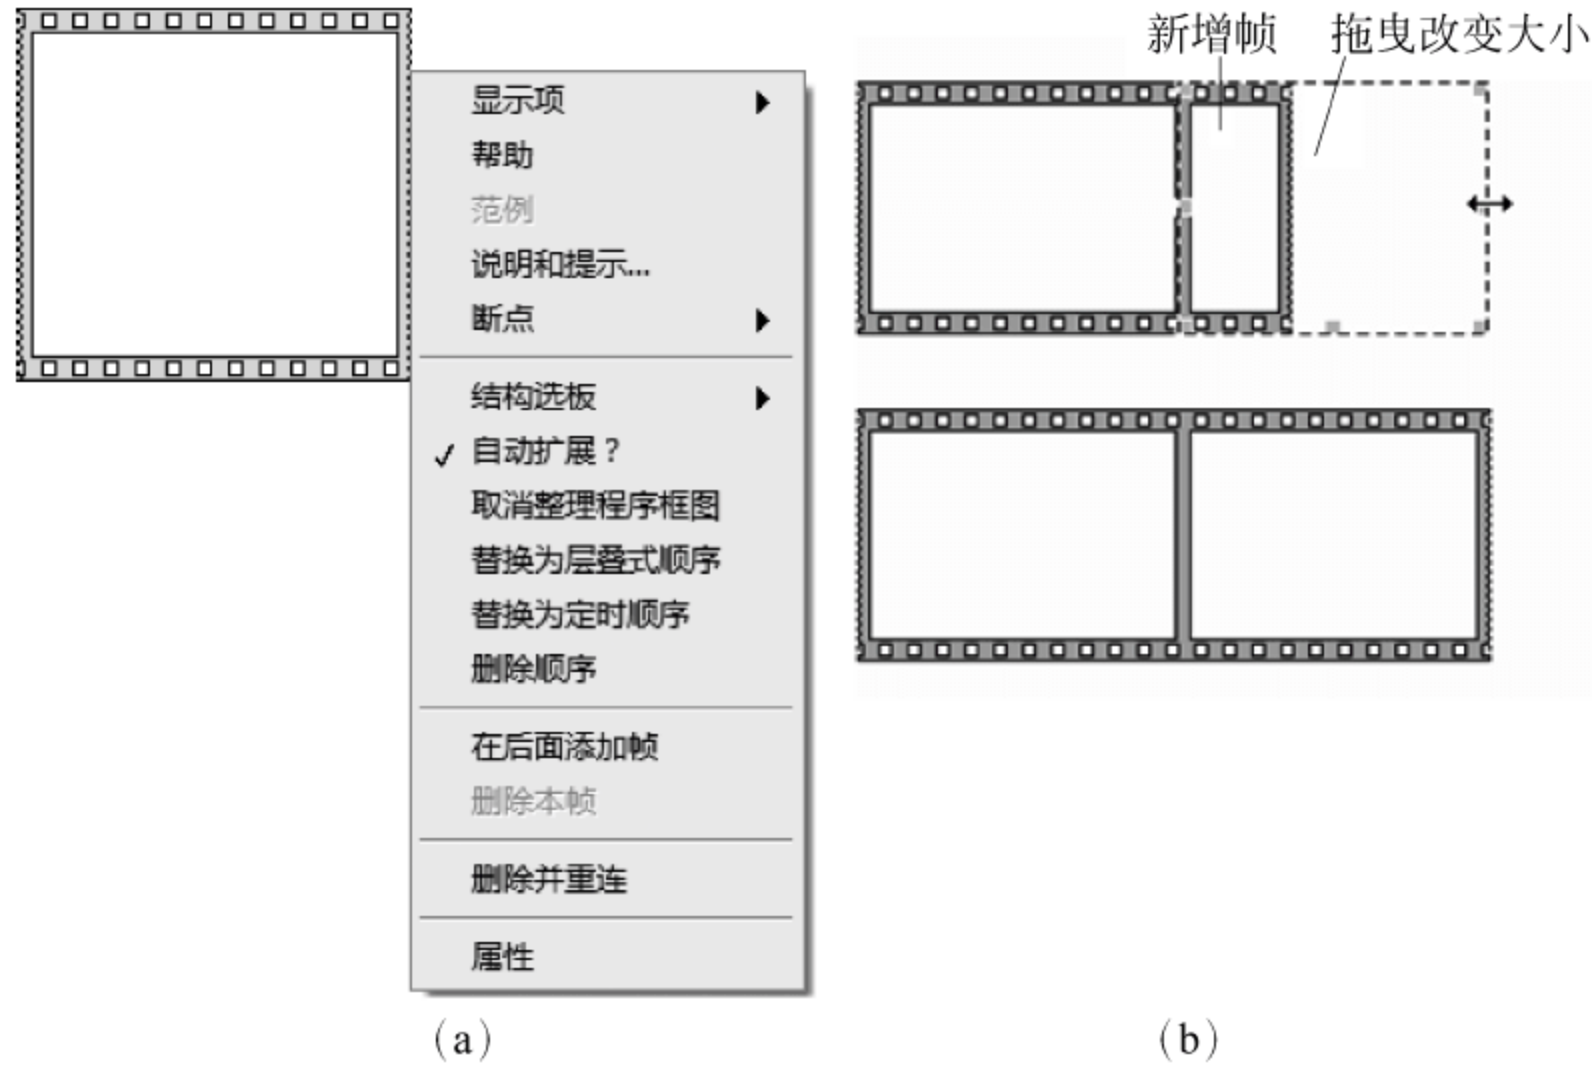 显示项
帮助
范例
说明和提示...
断点
结构选板
自动扩展？
取消整理程序框图
替换为层叠式顺序
替换为定时顺序
删除顺序
在后面添加帧
删除本帧
删除并重连
属性
(a)
新增帧 拖曳改变大小
(b)